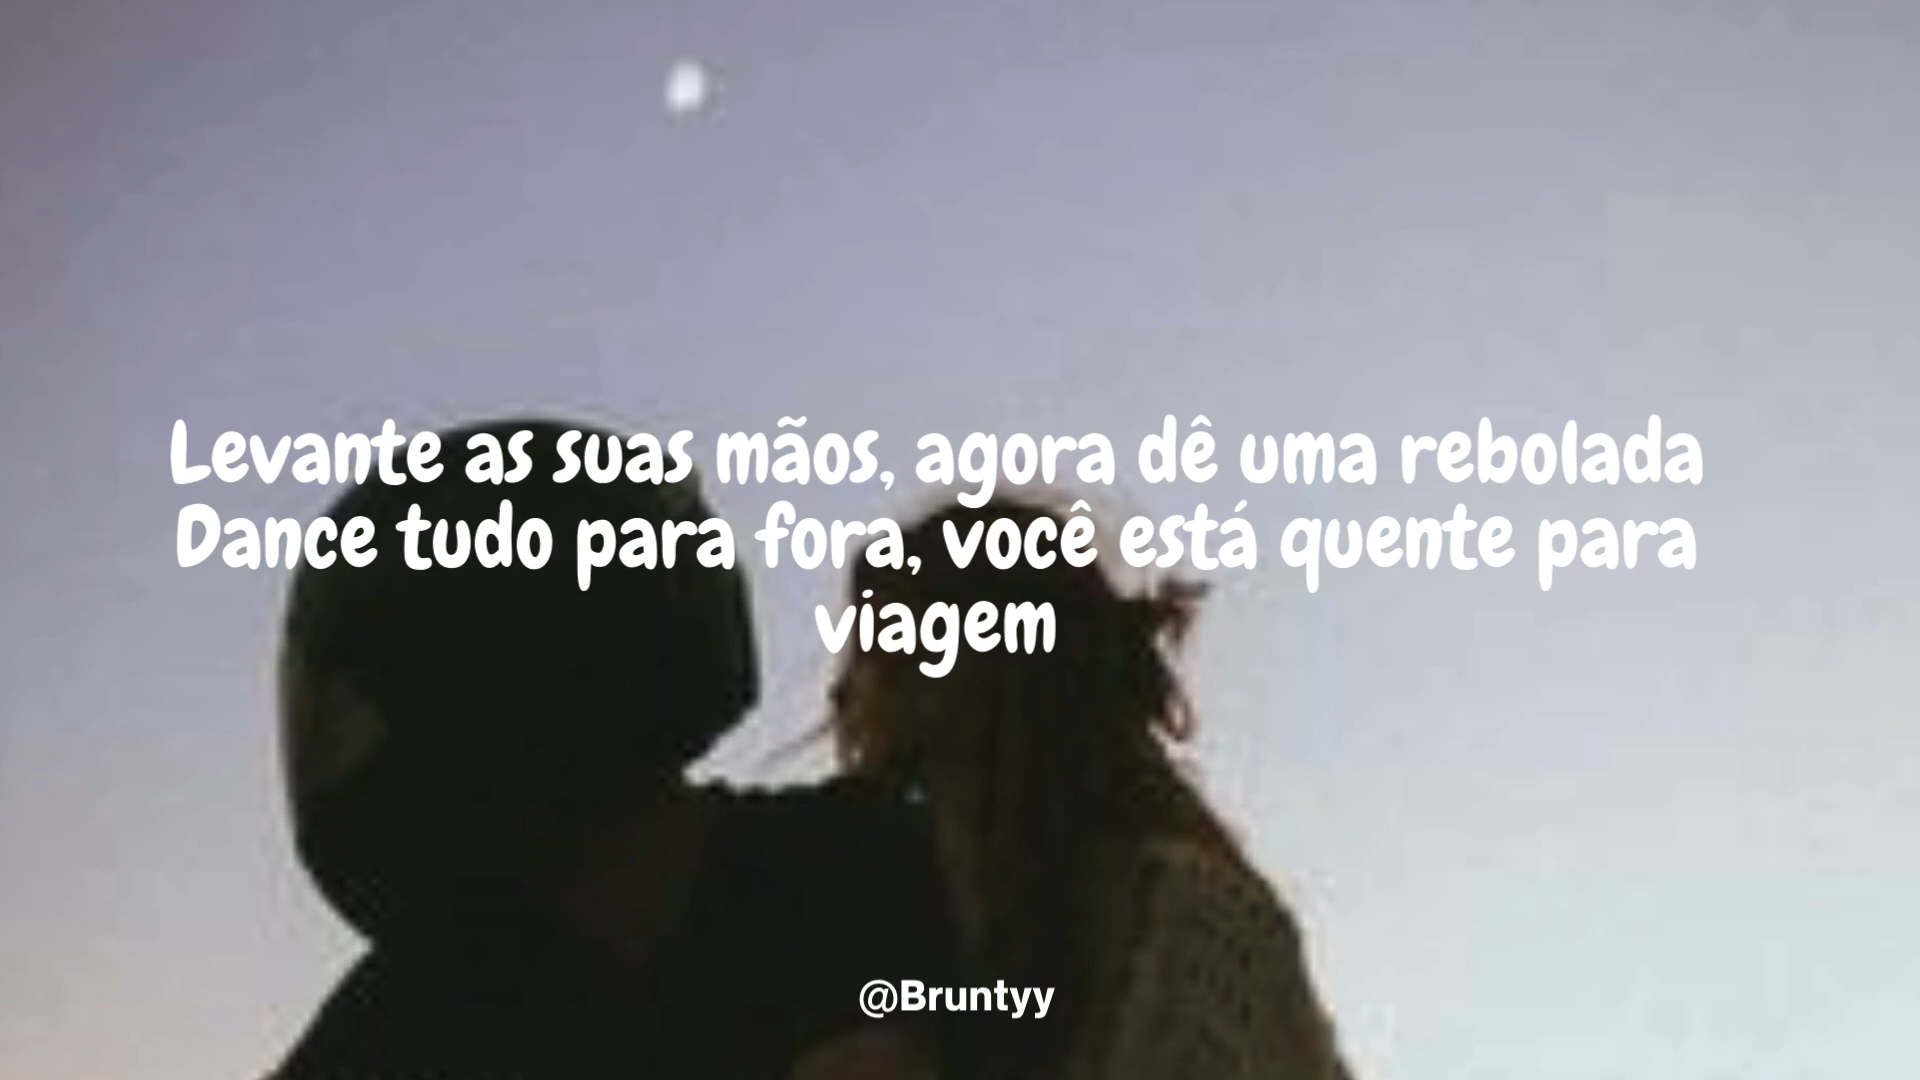 Levante as suas mãos, agora dê uma rebolada
Dance tudo para fora, você está quente para
viagem
@Bruntyy